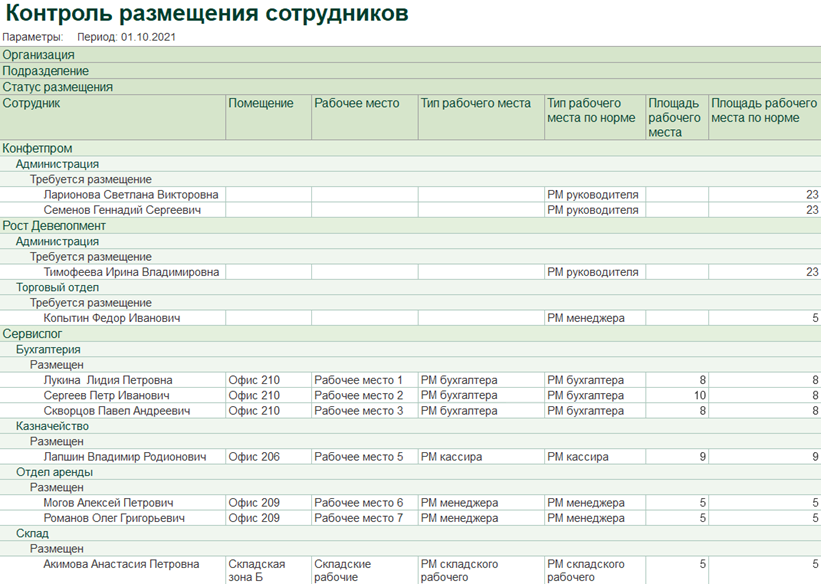 Контроль размещения сотрудников
Параметры: Период: 01.10.2021
Организация
Подразделение
Статус размещения
Сотрудник Помещение Рабочее место Тип рабочего места Тип рабочего места по норме Площадь рабочего места Площадь рабочего места по норме
Конфетпром
Администрация
Требуется размещение
Ларионова Светлана Викторовна РМ руководителя 23
Семенов Геннадий Сергеевич РМ руководителя 23
Рост Девелопмент
Администрация
Требуется размещение
Тимофеева Ирина Владимировна РМ руководителя 23
Торговый отдел
Требуется размещение
Копытин Федор Иванович РМ менеджера 5
Сервислог
Бухгалтерия
Размещен
Лукина Лидия Петровна Офис 210 Рабочее место 1 РМ бухгалтера РМ бухгалтера 8 8
Сергеев Петр Иванович Офис 210 Рабочее место 2 РМ бухгалтера РМ бухгалтера 10 8
Скворцов Павел Андреевич Офис 210 Рабочее место 3 РМ бухгалтера РМ бухгалтера 8 8
Казначейство
Размещен
Лапшин Владимир Родионович Офис 206 Рабочее место 5 РМ кассира РМ кассира 9 9
Отдел аренды
Размещен
Могов Алексей Петрович Офис 209 Рабочее место 6 РМ менеджера РМ менеджера 5 5
Романов Олег Григорьевич Офис 209 Рабочее место 7 РМ менеджера РМ менеджера 5 5
Склад
Размещен
Акимова Анастасия Петровна Складская зона Б Складские рабочие РМ складского рабочего РМ складского рабочего 5 5